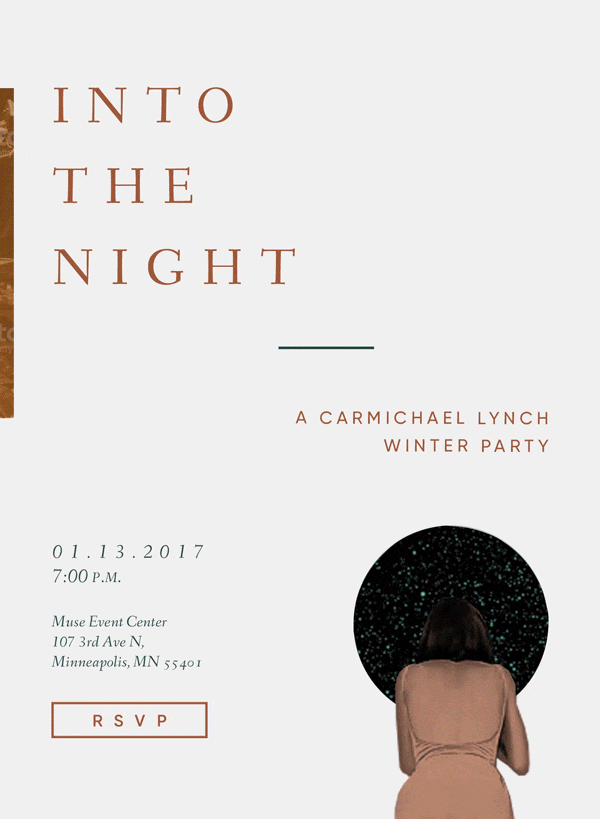 INTO
THE
NIGHT
A CARMICHAEL LYNCH
WINTER PARTY
01.13.2017
7:00 P.M.
Muse Event Center
107 3rd Ave N,
Minneapolis, MN 55401
RSVP